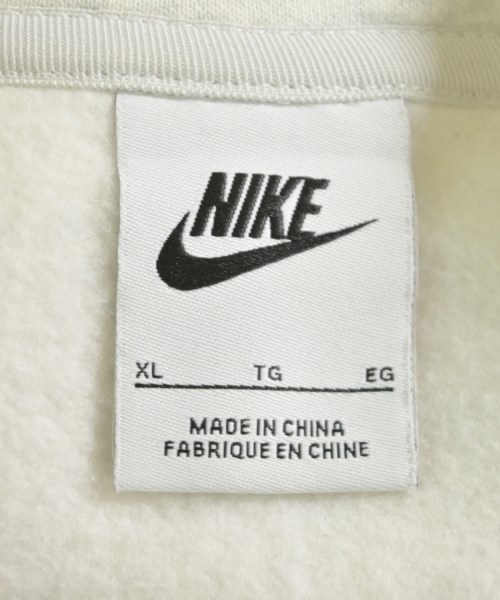 NIKE
XL TG EG
MADE IN CHINA
FABRIQUE EN CHINE